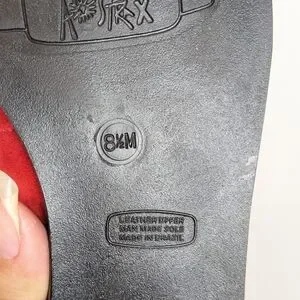 8½M
LEATHER UPPER
MAN MADE SOLE
MADE IN BRAZIL